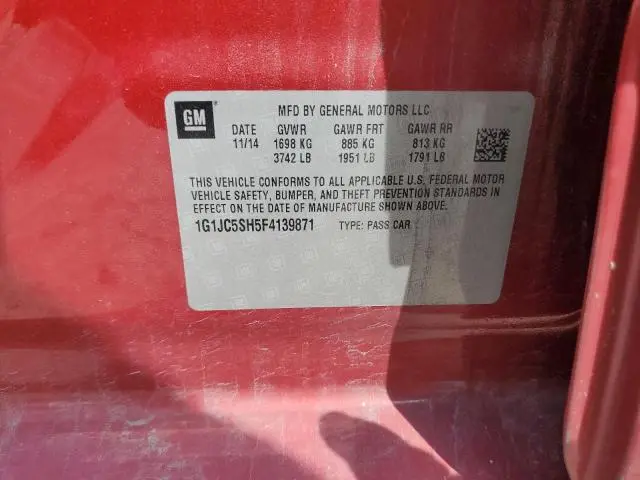 GM
MFD BY GENERAL MOTORS LLC
DATE GVWR GAWR FRT GAWR RR
11/14 1698 KG 885 KG 813 KG
3742 LB 1951 LB 1791 LB
THIS VEHICLE CONFORMS TO ALL APPLICABLE U.S. FEDERAL MOTOR
VEHICLE SAFETY, BUMPER, AND THEFT PREVENTION STANDARDS IN
EFFECT ON THE DATE OF MANUFACTURE SHOWN ABOVE.
1G1JC5SH5F4139871 TYPE: PASS CAR